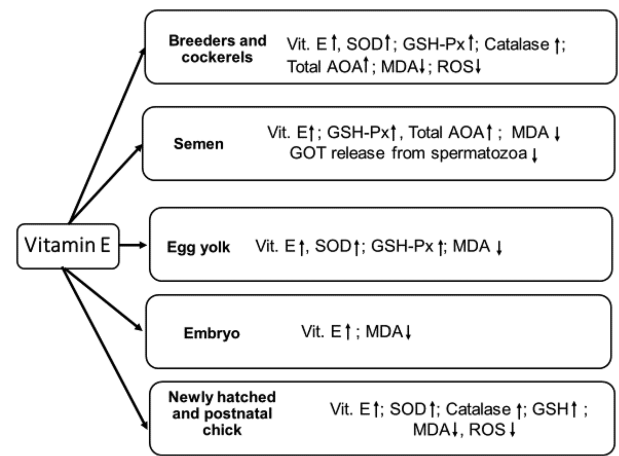 Breeders and
cockerels
Vit. E↑, SOD↑; GSH-Px↑; Catalase ↑;
Total AOA↑; MDA↓; ROS↓
Semen
Vit. E↑; GSH-Px↑, Total AOA↑ ; MDA ↓
GOT release from spermatozoa ↓
Vitamin E
Egg yolk
Vit. E↑, SOD↑; GSH-Px ↑; MDA ↓
Embryo
Vit. E↑ ; MDA↓
Newly hatched
and postnatal
chick
Vit. E↑; SOD↑; Catalase ↑; GSH↑ ;
MDA↓, ROS↓